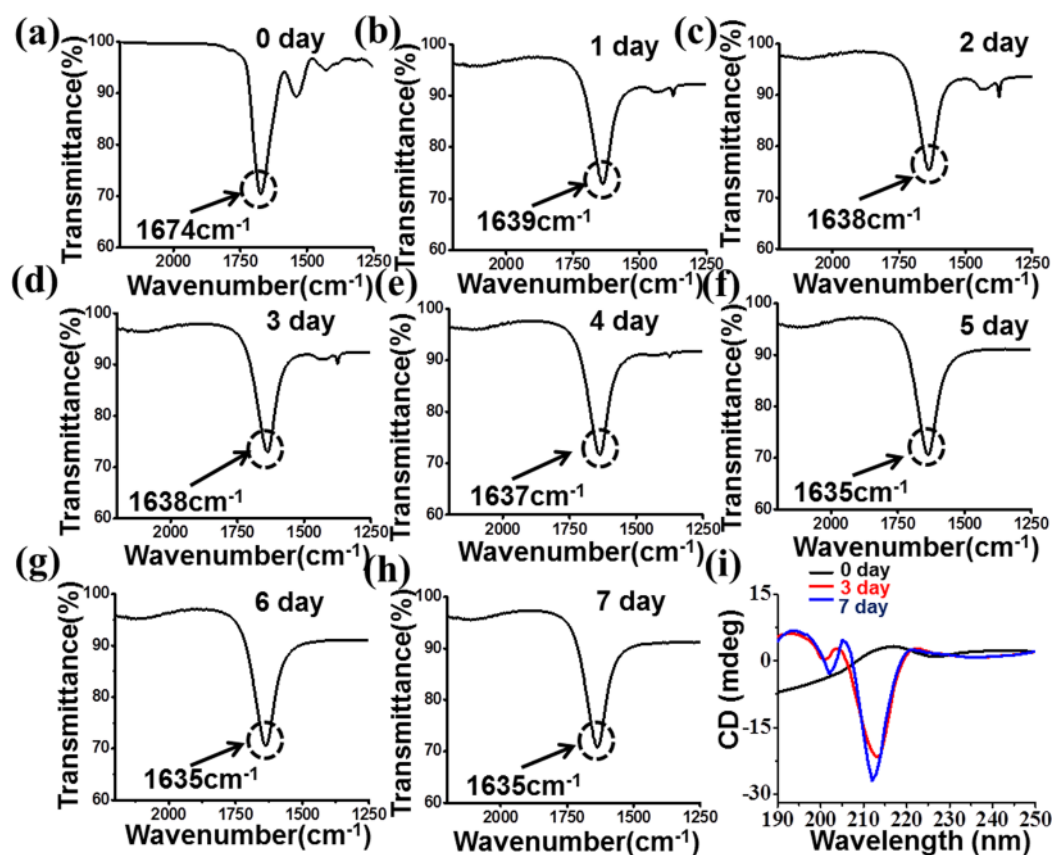 (a)
0 day
Transmittance(%)
100
90
80
70
60
1674cm⁻¹
2000
1750
1500
1250
Wavenumber(cm⁻¹)
(b)
1 day
Transmittance(%)
100
90
80
70
60
1639cm⁻¹
2000
1750
1500
1250
Wavenumber(cm⁻¹)
(c)
2 day
Transmittance(%)
100
90
80
70
60
1638cm⁻¹
2000
1750
1500
1250
Wavenumber(cm⁻¹)
(d)
3 day
Transmittance(%)
100
90
80
70
60
1638cm⁻¹
2000
1750
1500
1250
Wavenumber(cm⁻¹)
(e)
4 day
Transmittance(%)
100
90
80
70
60
1637cm⁻¹
2000
1750
1500
1250
Wavenumber(cm⁻¹)
(f)
5 day
Transmittance(%)
100
90
80
70
60
1635cm⁻¹
2000
1750
1500
1250
Wavenumber(cm⁻¹)
(g)
6 day
Transmittance(%)
100
90
80
70
60
1635cm⁻¹
2000
1750
1500
1250
Wavenumber(cm⁻¹)
(h)
7 day
Transmittance(%)
100
90
80
70
60
1635cm⁻¹
2000
1750
1500
1250
Wavenumber(cm⁻¹)
(i)
0 day
3 day
7 day
CD (mdeg)
15
0
-15
-30
190
200
210
220
230
240
250
Wavelength (nm)